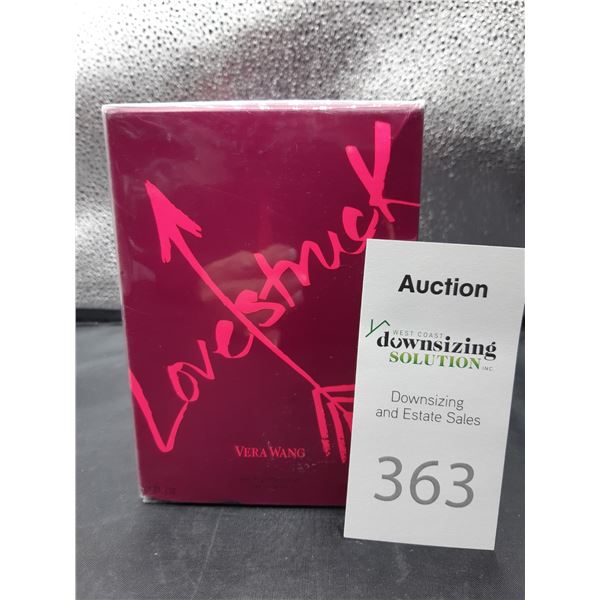 Lovestruck
VERA WANG
Auction
WEST COAST
downsizing
SOLUTION INC.
Downsizing
and Estate Sales
363